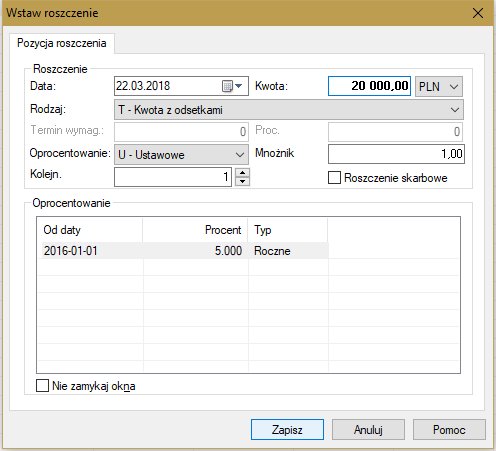 Wstaw roszczenie
Pozycja roszczenia
Roszczenie
Data: 22.03.2018 Kwota: 20 000,00 PLN
Rodzaj: T - Kwota z odsetkami
Termin wymag.: 0 Proc. 0
Oprocentowanie: U - Ustawowe Mnożnik 1,00
Kolejn. 1 Roszczenie skarbowe
Oprocentowanie
Od daty Procent Typ
2016-01-01 5.000 Roczne
Nie zamykaj okna
Zapisz Anuluj Pomoc